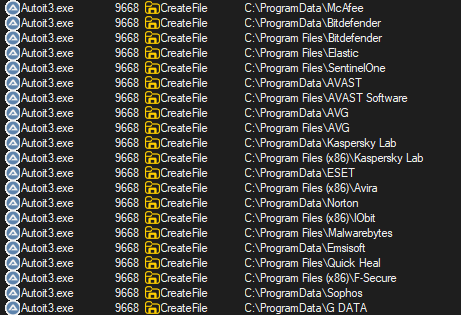 Autoit3.exe 9668 CreateFile C:\ProgramData\McAfee
Autoit3.exe 9668 CreateFile C:\ProgramData\Bitdefender
Autoit3.exe 9668 CreateFile C:\Program Files\Bitdefender
Autoit3.exe 9668 CreateFile C:\Program Files\Elastic
Autoit3.exe 9668 CreateFile C:\Program Files\SentinelOne
Autoit3.exe 9668 CreateFile C:\ProgramData\AVAST
Autoit3.exe 9668 CreateFile C:\Program Files\AVAST Software
Autoit3.exe 9668 CreateFile C:\ProgramData\AVG
Autoit3.exe 9668 CreateFile C:\Program Files\AVG
Autoit3.exe 9668 CreateFile C:\ProgramData\Kaspersky Lab
Autoit3.exe 9668 CreateFile C:\Program Files (x86)\Kaspersky Lab
Autoit3.exe 9668 CreateFile C:\ProgramData\ESET
Autoit3.exe 9668 CreateFile C:\Program Files (x86)\Avira
Autoit3.exe 9668 CreateFile C:\ProgramData\Norton
Autoit3.exe 9668 CreateFile C:\Program Files (x86)\IObit
Autoit3.exe 9668 CreateFile C:\Program Files\Malwarebytes
Autoit3.exe 9668 CreateFile C:\ProgramData\Emsisoft
Autoit3.exe 9668 CreateFile C:\Program Files\Quick Heal
Autoit3.exe 9668 CreateFile C:\Program Files (x86)\F-Secure
Autoit3.exe 9668 CreateFile C:\ProgramData\Sophos
Autoit3.exe 9668 CreateFile C:\ProgramData\G DATA